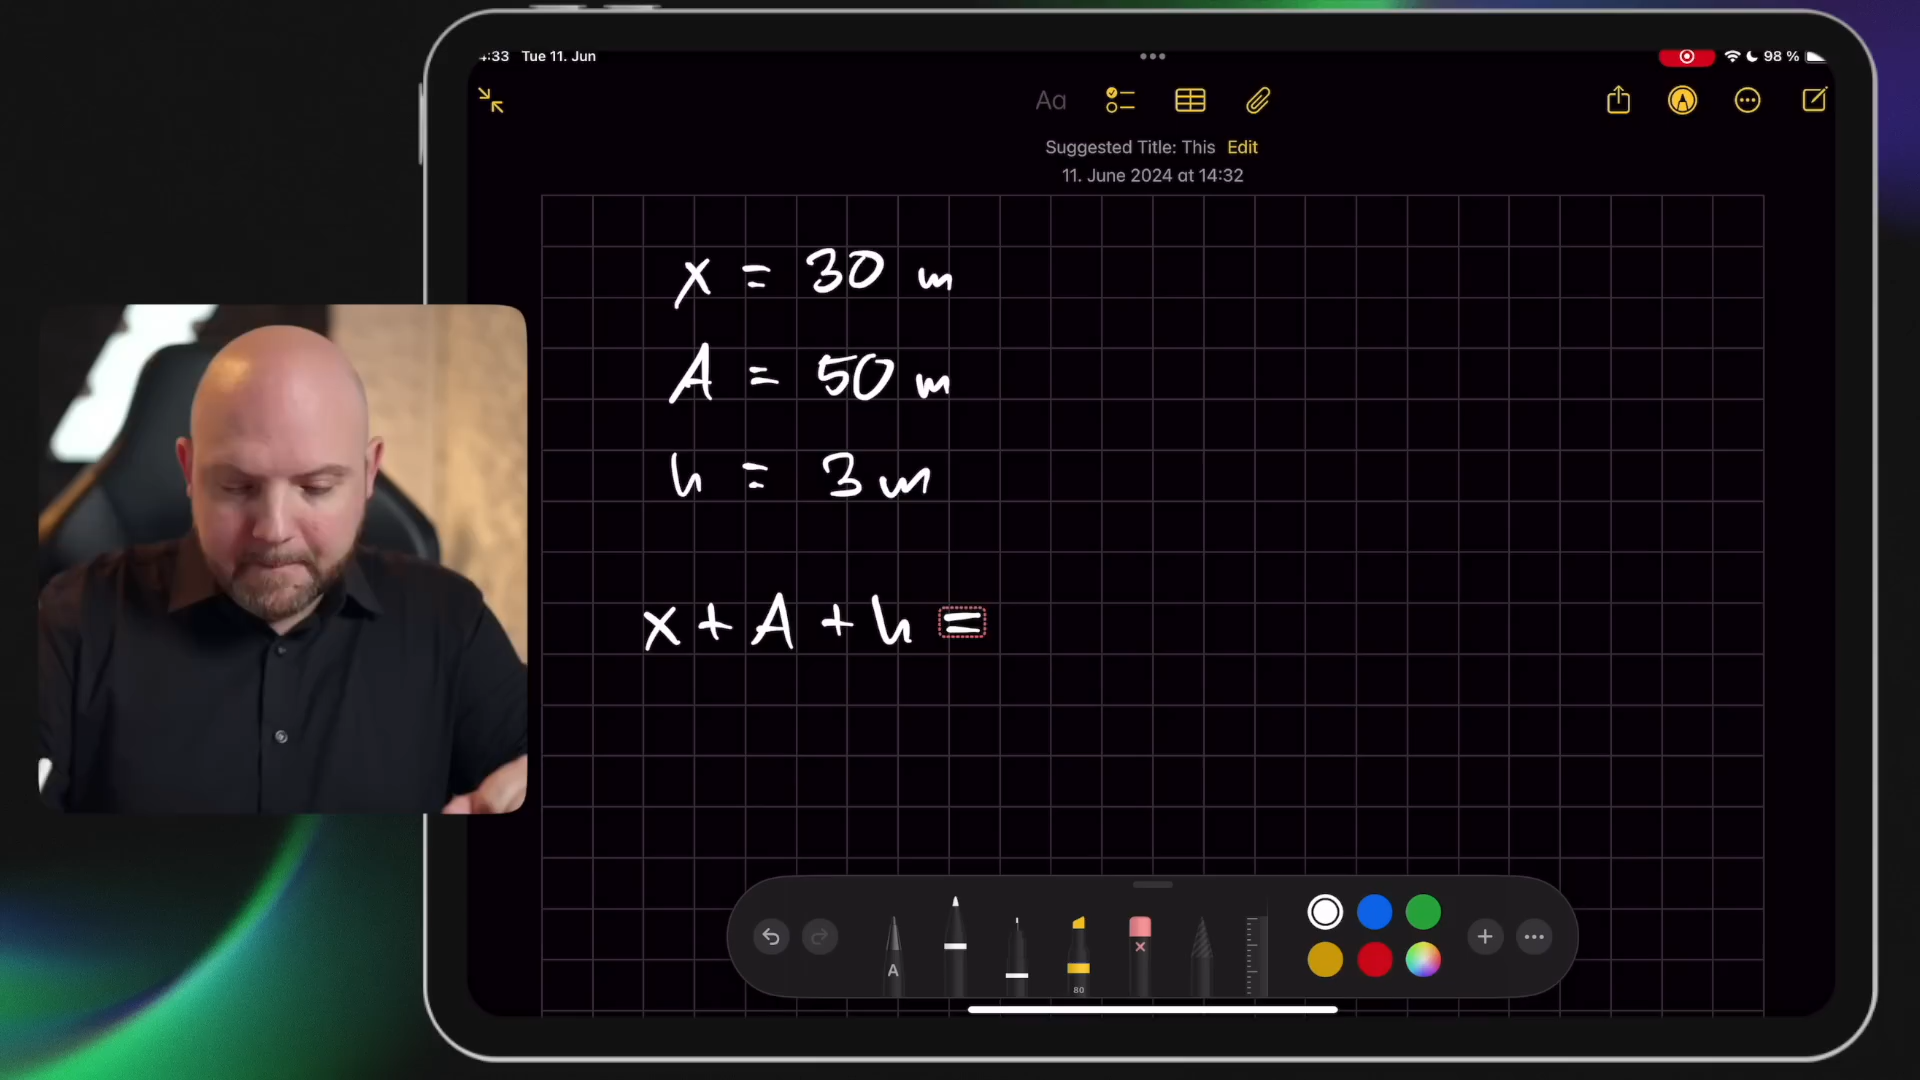 :33 Tue 11. Jun
98 %
Aa
Suggested Title: This Edit
11. June 2024 at 14:32
x = 30 m
A = 50 m
h = 3 m
x + A + h =
A
80